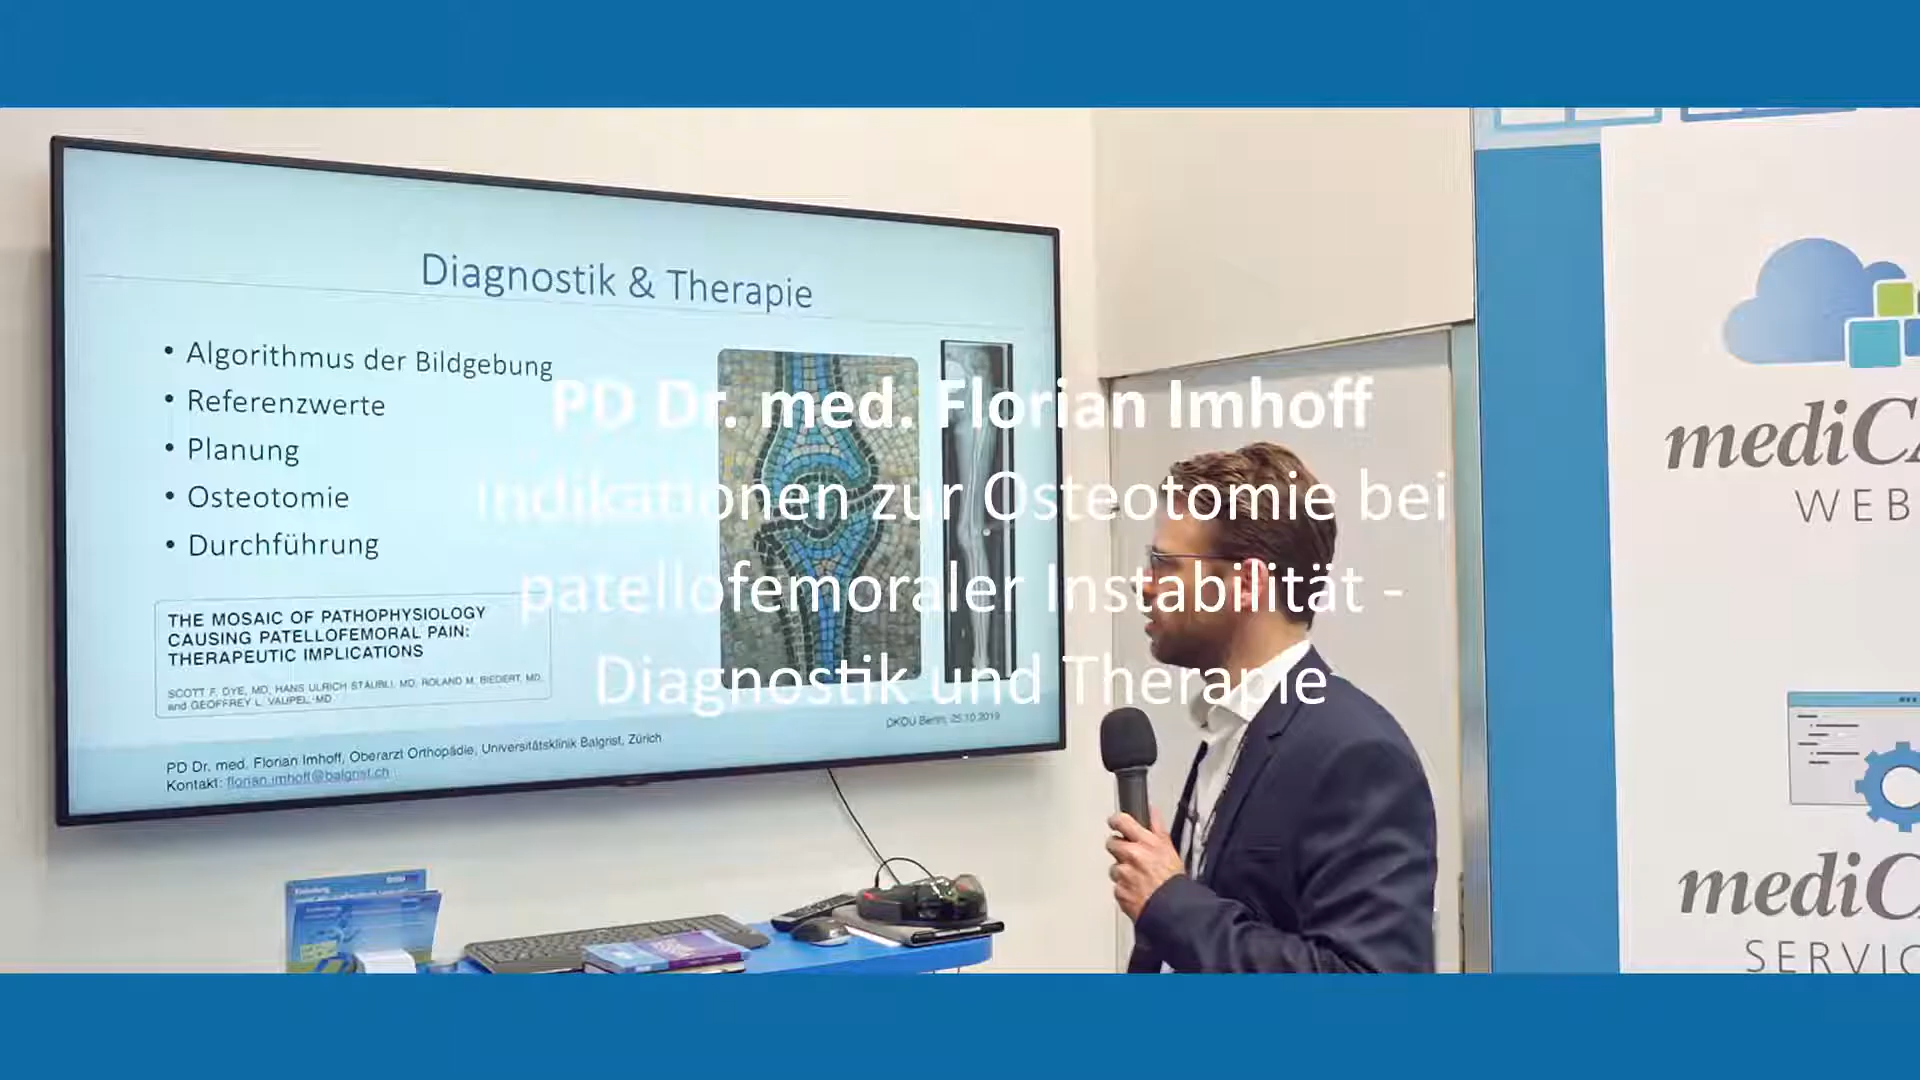 Diagnostik & Therapie
• Algorithmus der Bildgebung
• Referenzwerte
• Planung
• Osteotomie
• Durchführung
THE MOSAIC OF PATHOPHYSIOLOGY
CAUSING PATELLOFEMORAL PAIN:
THERAPEUTIC IMPLICATIONS
SCOTT F. DYE, MD, HANS ULRICH STÄUBLI, MD, ROLAND M. BIEDERT, MD,
and GEOFFREY L. VAUPEL, MD
DKOU Berlin, 25.10.2019
PD Dr. med. Florian Imhoff, Oberarzt Orthopädie, Universitätsklinik Balgrist, Zürich
Kontakt: florian.imhoff@balgrist.ch
PD Dr. med. Florian Imhoff
Indikationen zur Osteotomie bei
patellofemoraler Instabilität -
Diagnostik und Therapie
mediCA
WEB
mediCA
SERVIC